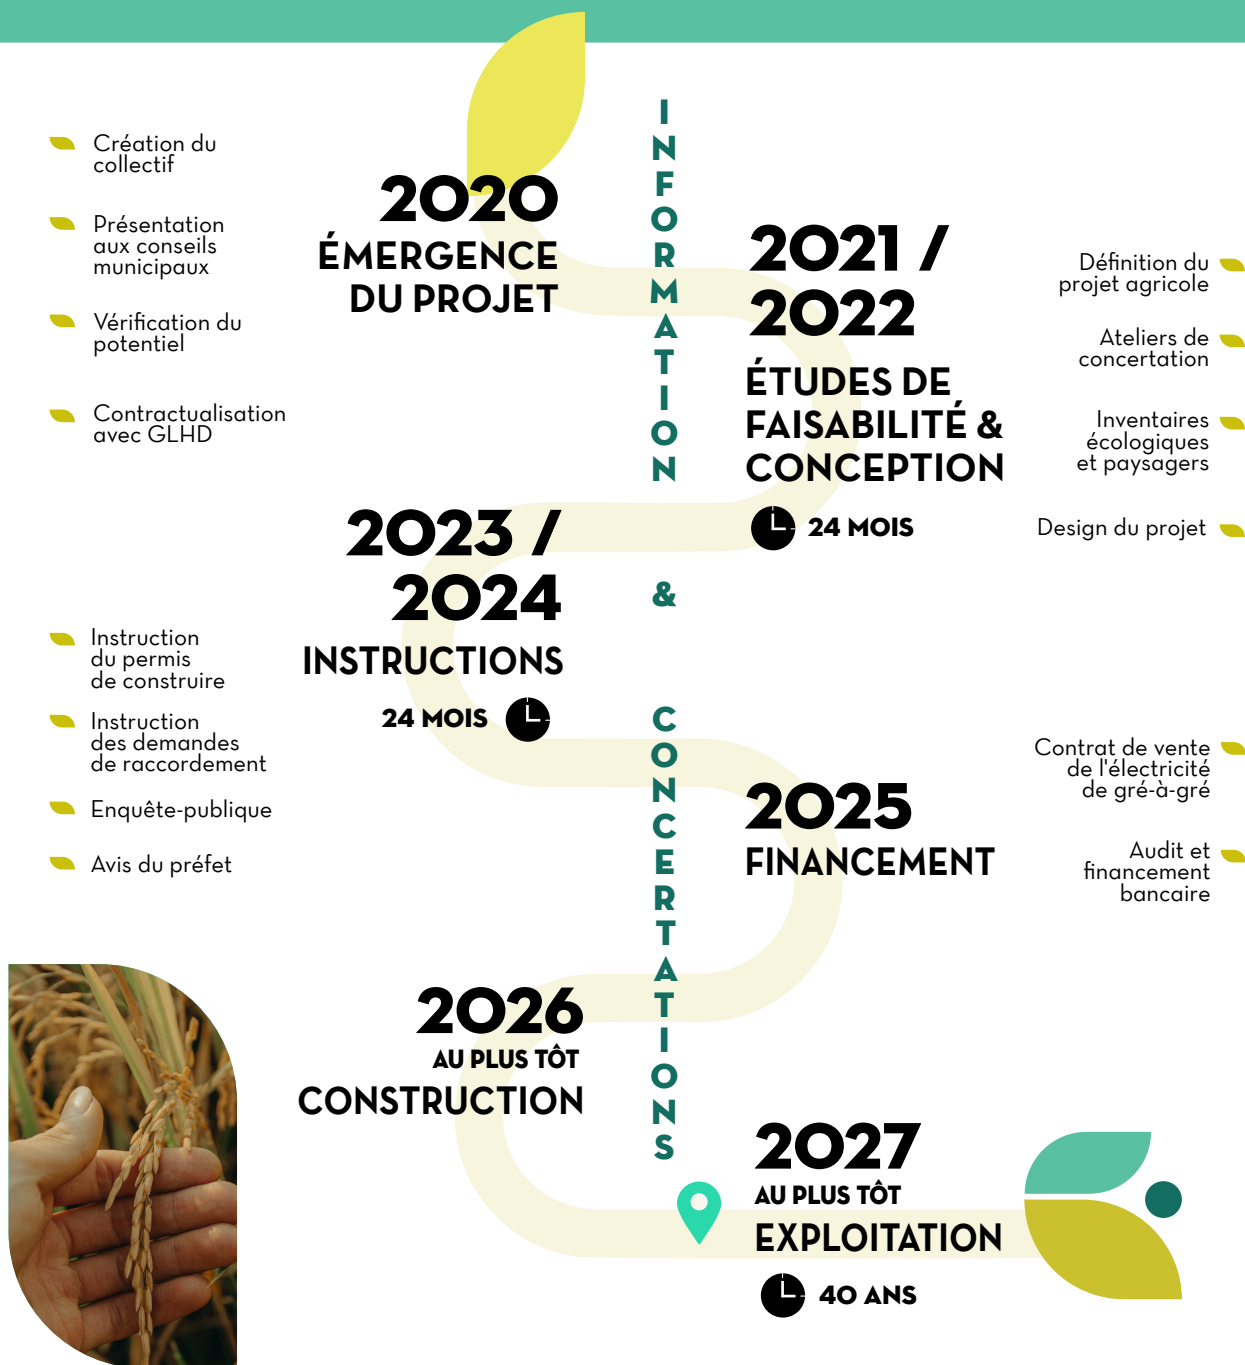 Création du
collectif
Présentation
aux conseils
municipaux
Vérification du
potentiel
Contractualisation
avec GLHD
2020
ÉMERGENCE
DU PROJET
INFORMATION
&
CONCERTATIONS
2021 /
2022
ÉTUDES DE
FAISABILITÉ &
CONCEPTION
24 MOIS
Définition du
projet agricole
Ateliers de
concertation
Inventaires
écologiques
et paysagers
Design du projet
2023 /
2024
INSTRUCTIONS
24 MOIS
Instruction
du permis
de construire
Instruction
des demandes
de raccordement
Enquête-publique
Avis du préfet
2025
FINANCEMENT
Contrat de vente
de l'électricité
de gré-à-gré
Audit et
financement
bancaire
2026
AU PLUS TÔT
CONSTRUCTION
2027
AU PLUS TÔT
EXPLOITATION
40 ANS